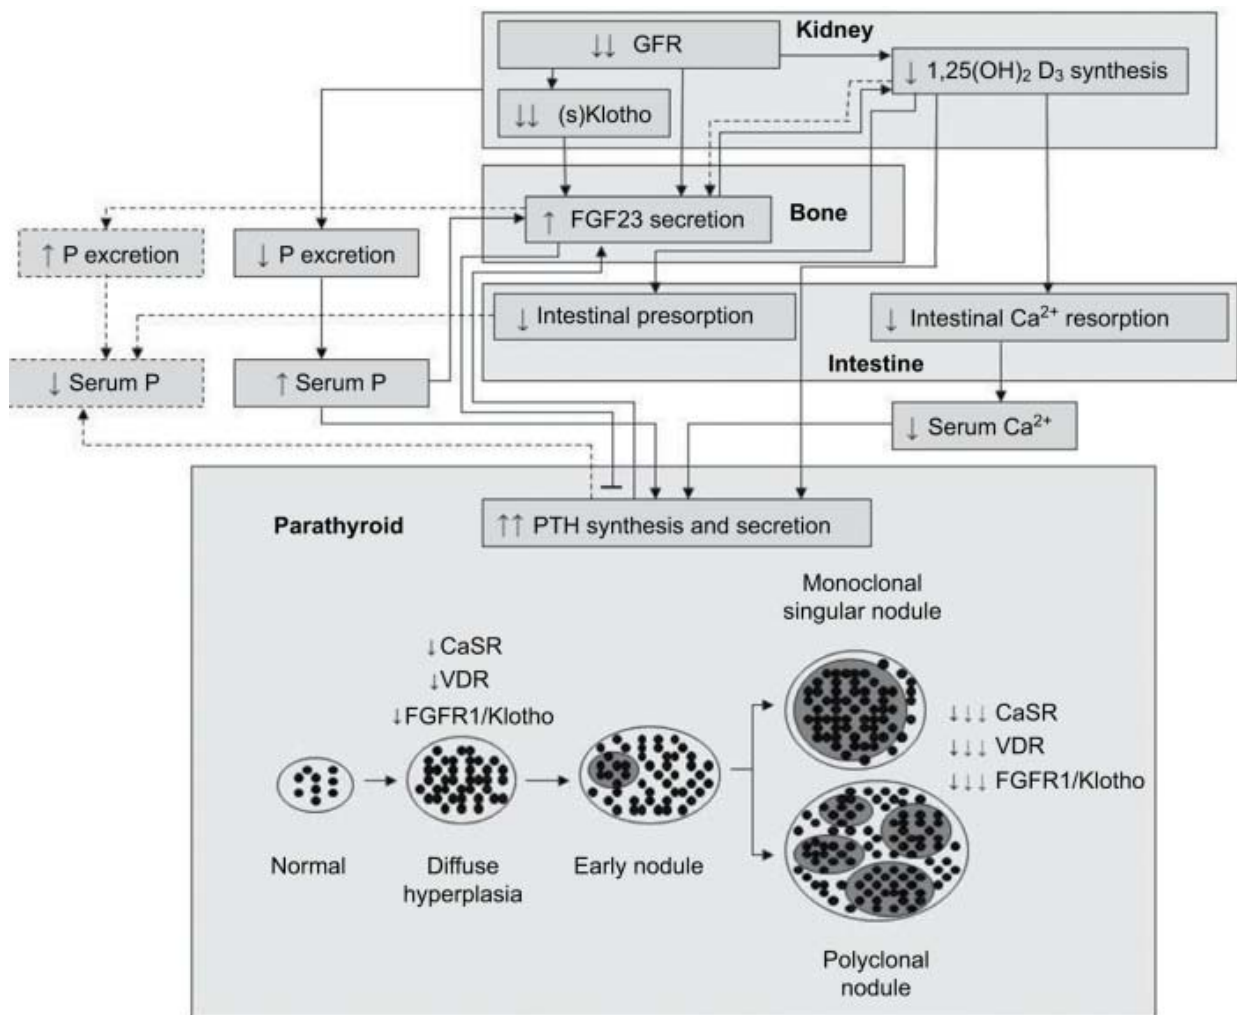 Kidney
↓↓ GFR
↓ 1,25(OH)₂ D₃ synthesis
↓↓ (s)Klotho
↑ FGF23 secretion
Bone
↑ P excretion
↓ P excretion
↓ Intestinal presorption
↓ Intestinal Ca²⁺ resorption
Intestine
↓ Serum P
↑ Serum P
↓ Serum Ca²⁺
Parathyroid
↑↑ PTH synthesis and secretion
Monoclonal
singular nodule
↓CaSR
↓VDR
↓FGFR1/Klotho
↓↓↓ CaSR
↓↓↓ VDR
↓↓↓ FGFR1/Klotho
Normal
Diffuse
hyperplasia
Early nodule
Polyclonal
nodule